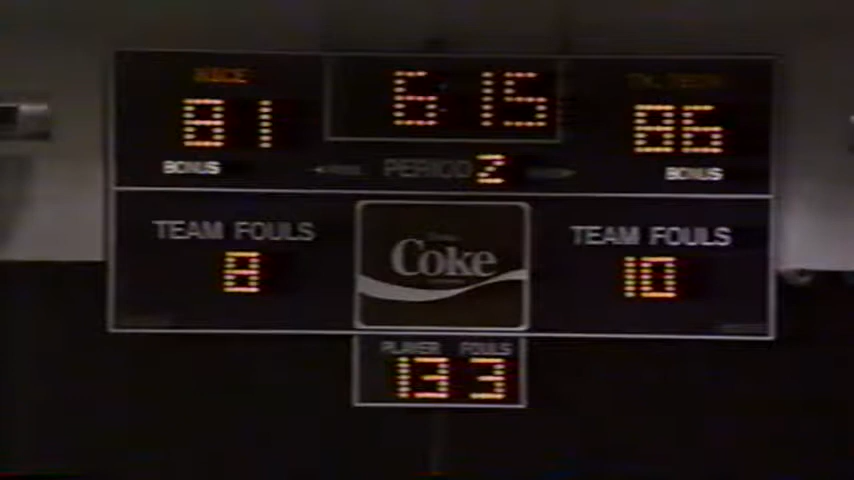 RICE
81
6 15
86
BONUS
PERIOD 2
BONUS
TEAM FOULS
8
Coke
TEAM FOULS
10
PLAYER FOULS
13 3